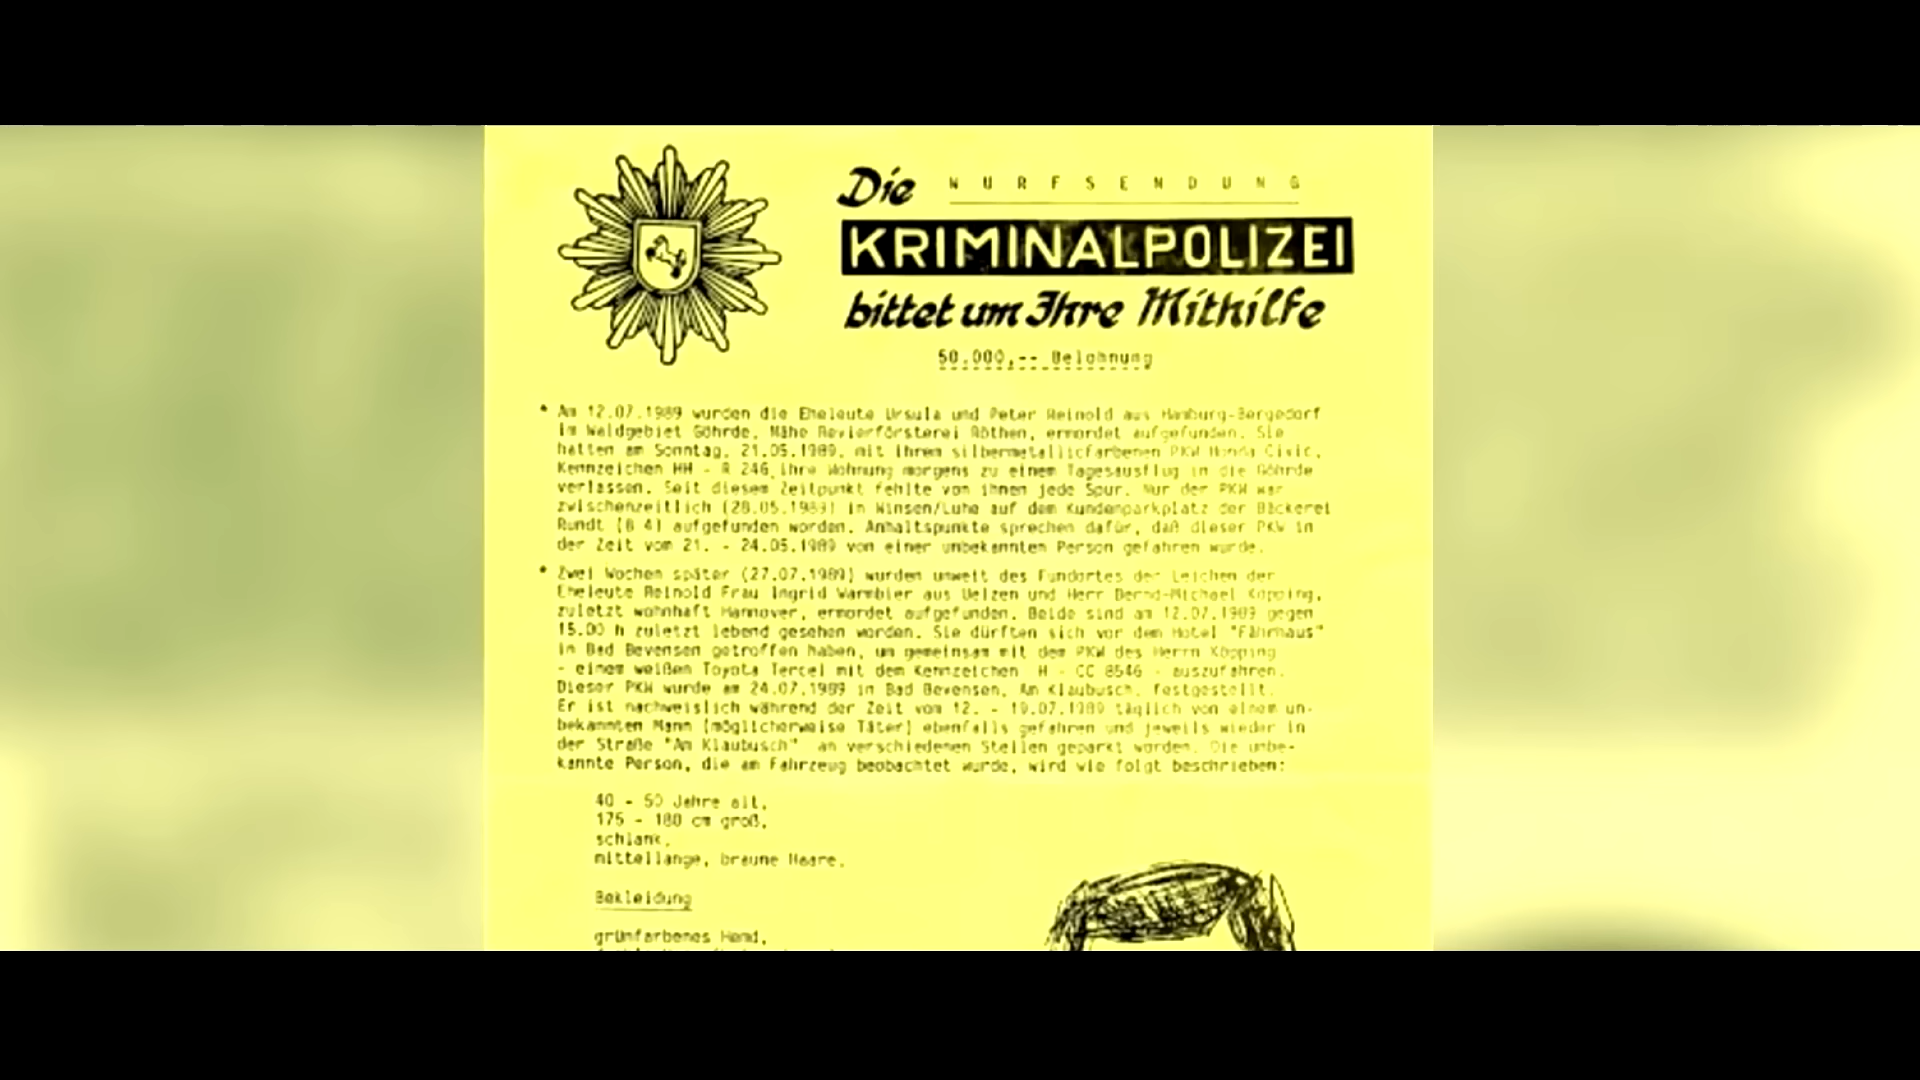 Die WURFSENDUNG
KRIMINALPOLIZEI
bittet um Ihre Mithilfe
50.000,-- Belohnung
* Am 12.07.1989 wurden die Eheleute Ursula und Peter Reinold aus Hamburg-Bergedorf
im Waldgebiet Göhrde, Nähe Revierförsterei Röthen, ermordet aufgefunden. Sie
hatten am Sonntag, 21.05.1989, mit ihrem silbermetallicfarbenen PKW Honda Civic,
Kennzeichen HH - R 246, ihre Wohnung morgens zu einem Tagesausflug in die Göhrde
verlassen. Seit diesem Zeitpunkt fehlte von ihnen jede Spur. Nur der PKW war
zwischenzeitlich (28.05.1989) in Winsen/Luhe auf dem Kundenparkplatz der Bäckerei
Rundt (B 4) aufgefunden worden. Anhaltspunkte sprechen dafür, daß dieser PKW in
der Zeit vom 21. - 24.05.1989 von einer unbekannten Person gefahren wurde.
* Zwei Wochen später (27.07.1989) wurden unweit des Fundortes der Leichen der
Eheleute Reinold Frau Ingrid Warmbier aus Uelzen und Herr Bernd-Michael Köpping,
zuletzt wohnhaft Hannover, ermordet aufgefunden. Beide sind am 12.07.1989 gegen
15.00 h zuletzt lebend gesehen worden. Sie dürften sich vor dem Hotel "Fährhaus"
in Bad Bevensen getroffen haben, um gemeinsam mit dem PKW des Herrn Köpping
- einem weißen Toyota Tercel mit dem Kennzeichen H - CC 8546 - auszufahren.
Dieser PKW wurde am 24.07.1989 in Bad Bevensen, Am Klaubusch, festgestellt.
Er ist nachweislich während der Zeit vom 12. - 19.07.1989 täglich von einem un-
bekannten Mann (möglicherweise Täter) ebenfalls gefahren und jeweils wieder in
der Straße "Am Klaubusch" an verschiedenen Stellen geparkt worden. Die unbe-
kannte Person, die am Fahrzeug beobachtet wurde, wird wie folgt beschrieben:
40 - 50 Jahre alt,
175 - 180 cm groß,
schlank,
mittellange, braune Haare.
Bekleidung
grünfarbenes Hemd,